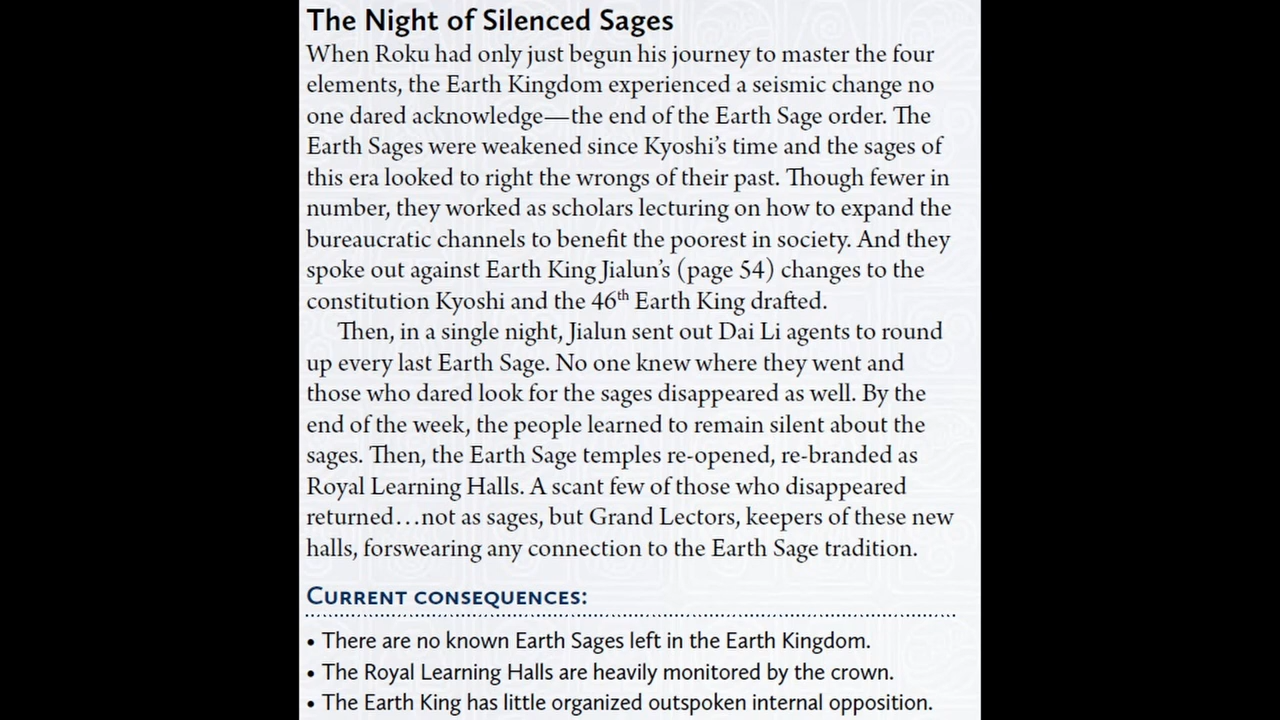 The Night of Silenced Sages
When Roku had only just begun his journey to master the four
elements, the Earth Kingdom experienced a seismic change no
one dared acknowledge—the end of the Earth Sage order. The
Earth Sages were weakened since Kyoshi’s time and the sages of
this era looked to right the wrongs of their past. Though fewer in
number, they worked as scholars lecturing on how to expand the
bureaucratic channels to benefit the poorest in society. And they
spoke out against Earth King Jialun’s (page 54) changes to the
constitution Kyoshi and the 46th Earth King drafted.
Then, in a single night, Jialun sent out Dai Li agents to round
up every last Earth Sage. No one knew where they went and
those who dared look for the sages disappeared as well. By the
end of the week, the people learned to remain silent about the
sages. Then, the Earth Sage temples re-opened, re-branded as
Royal Learning Halls. A scant few of those who disappeared
returned…not as sages, but Grand Lectors, keepers of these new
halls, forswearing any connection to the Earth Sage tradition.
Current consequences:
• There are no known Earth Sages left in the Earth Kingdom.
• The Royal Learning Halls are heavily monitored by the crown.
• The Earth King has little organized outspoken internal opposition.